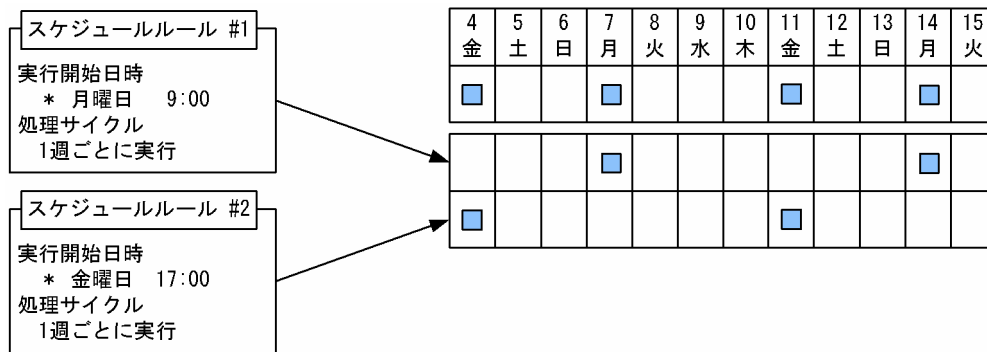 スケジュールルール #1
実行開始日時
* 月曜日 9:00
処理サイクル
1週ごとに実行
スケジュールルール #2
実行開始日時
* 金曜日 17:00
処理サイクル
1週ごとに実行
4 5 6 7 8 9 10 11 12 13 14 15
金 土 日 月 火 水 木 金 土 日 月 火